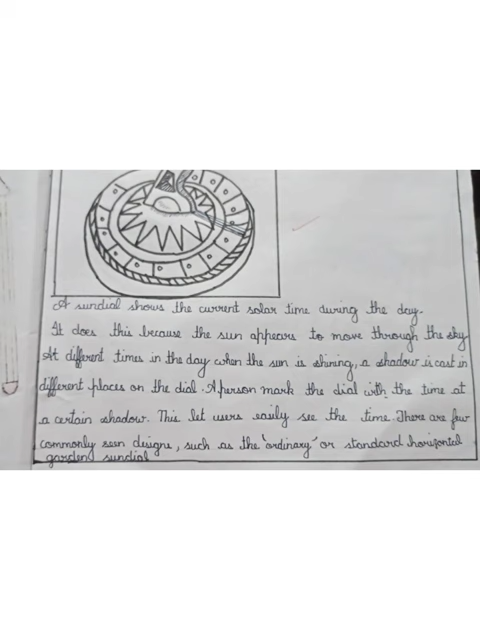 A sundial shows the current solar time during the day.
It does this because the sun appears to move through the sky
At different times in the day when the sun is shining, a shadow is cast in
different places on the dial. A person mark the dial with the time at
a certain shadow. This let users easily see the time. There are few
commonly seen designs, such as the 'ordinary' or standard horizontal
garden sundial